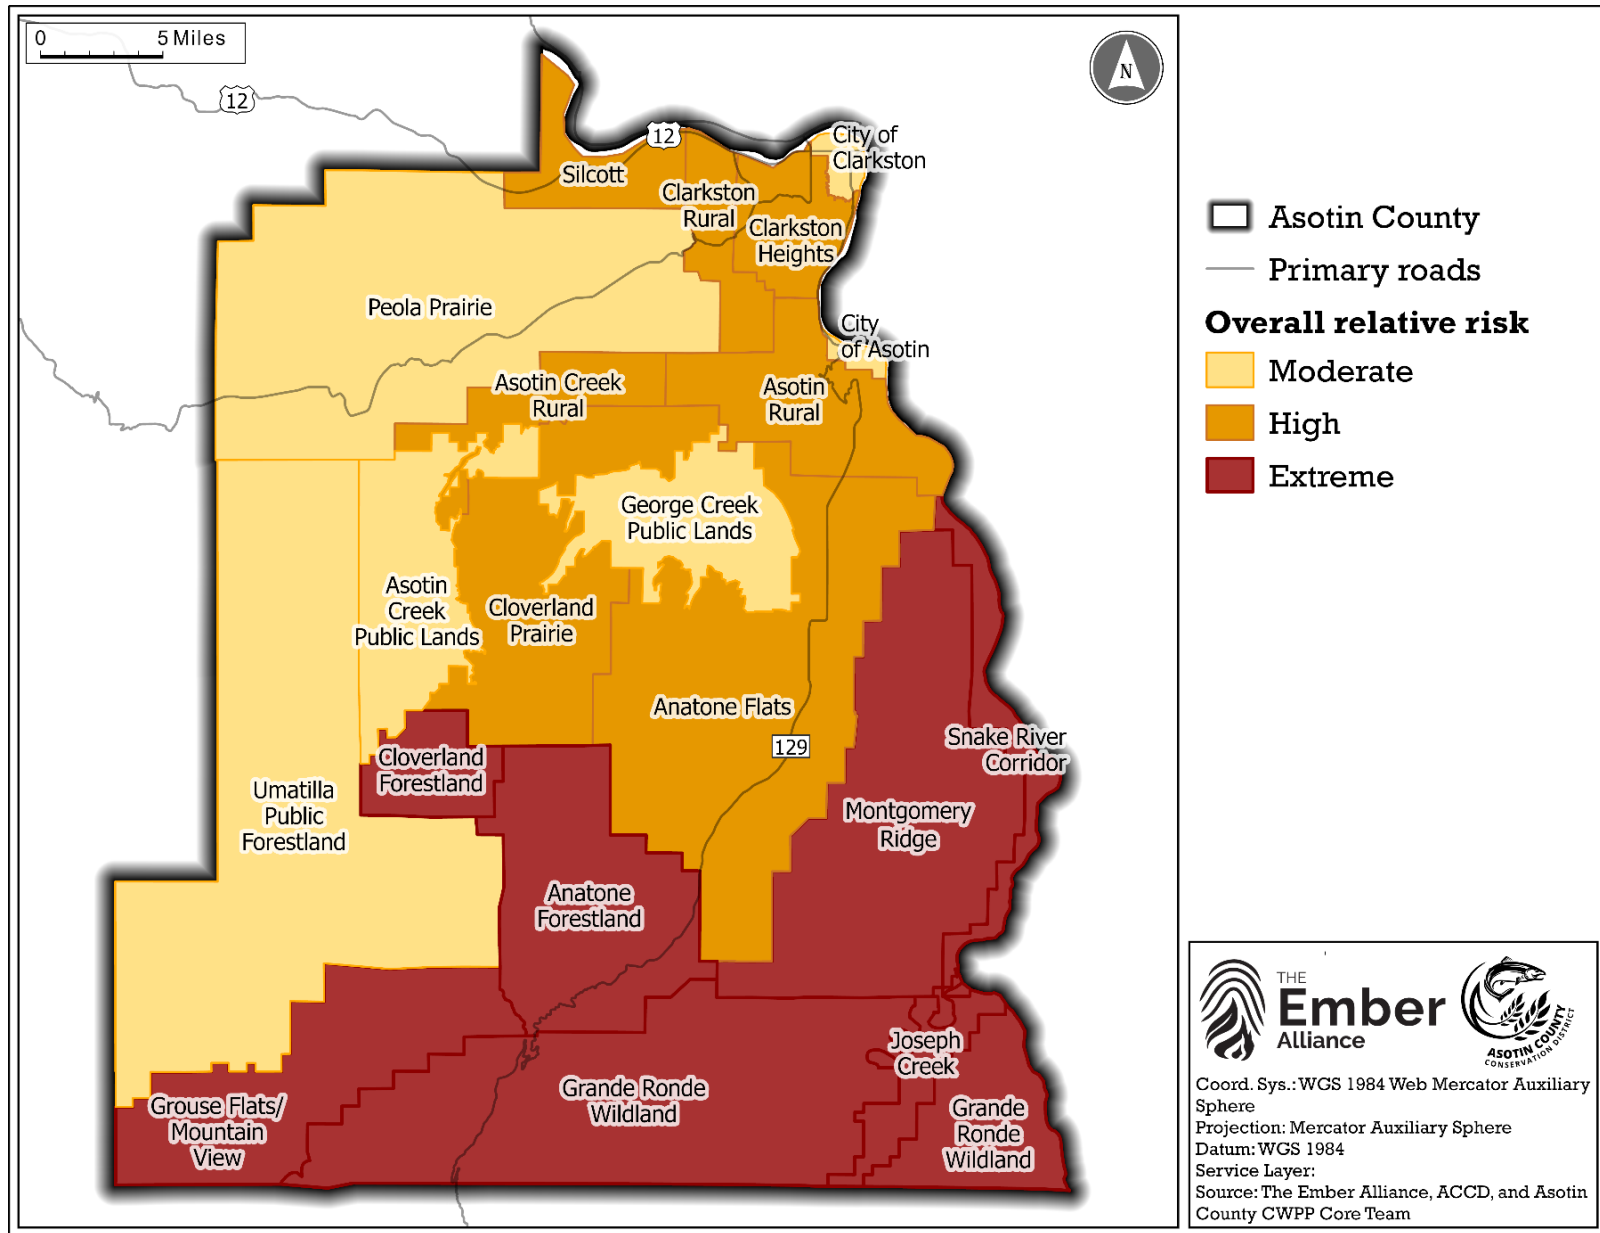 0 5 Miles
N
12
12
City of
Clarkston
Silcott
Clarkston
Rural
Clarkston
Heights
Peola Prairie
City
of Asotin
Asotin Creek
Rural
Asotin
Rural
George Creek
Public Lands
Asotin
Creek
Public Lands
Cloverland
Prairie
Anatone Flats
129
Snake River
Corridor
Cloverland
Forestland
Umatilla
Public
Forestland
Montgomery
Ridge
Anatone
Forestland
Joseph
Creek
Grande Ronde
Wildland
Grouse Flats/
Mountain
View
Grande
Ronde
Wildland
Asotin County
Primary roads
Overall relative risk
Moderate
High
Extreme
THE
Ember
Alliance
ASOTIN COUNTY
CONSERVATION DISTRICT
Coord. Sys.: WGS 1984 Web Mercator Auxiliary
Sphere
Projection: Mercator Auxiliary Sphere
Datum: WGS 1984
Service Layer:
Source: The Ember Alliance, ACCD, and Asotin
County CWPP Core Team